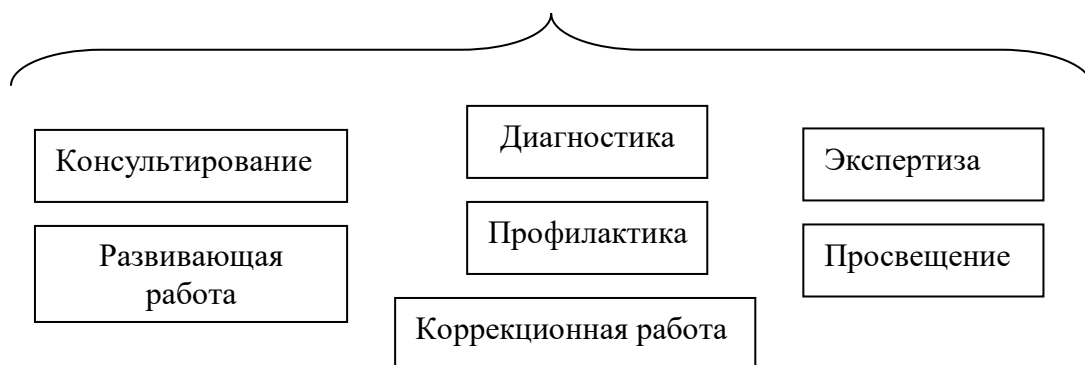 Консультирование
Развивающая
работа
Диагностика
Профилактика
Коррекционная работа
Экспертиза
Просвещение